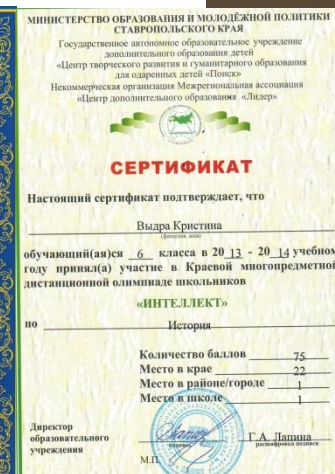 МИНИСТЕРСТВО ОБРАЗОВАНИЯ И МОЛОДЁЖНОЙ ПОЛИТИКИ
СТАВРОПОЛЬСКОГО КРАЯ
Государственное автономное образовательное учреждение
дополнительного образования детей
«Центр творческого развития и гуманитарного образования
для одаренных детей «Поиск»
Некоммерческая организация Межрегиональная ассоциация
«Центр дополнительного образования «Лидер»
СЕРТИФИКАТ
Настоящий сертификат подтверждает, что
Выдра Кристина
(фамилия, имя)
обучающий(ая)ся 6 класса в 20 13 - 20 14 учебном
году принял(а) участие в Краевой многопредметной
дистанционной олимпиаде школьников
«ИНТЕЛЛЕКТ»
по История
Количество баллов 75
Место в крае 22
Место в районе/городе 1
Место в школе 1
Директор
образовательного
учреждения
Г.А. Лапина
расшифровка подписи
М.П.